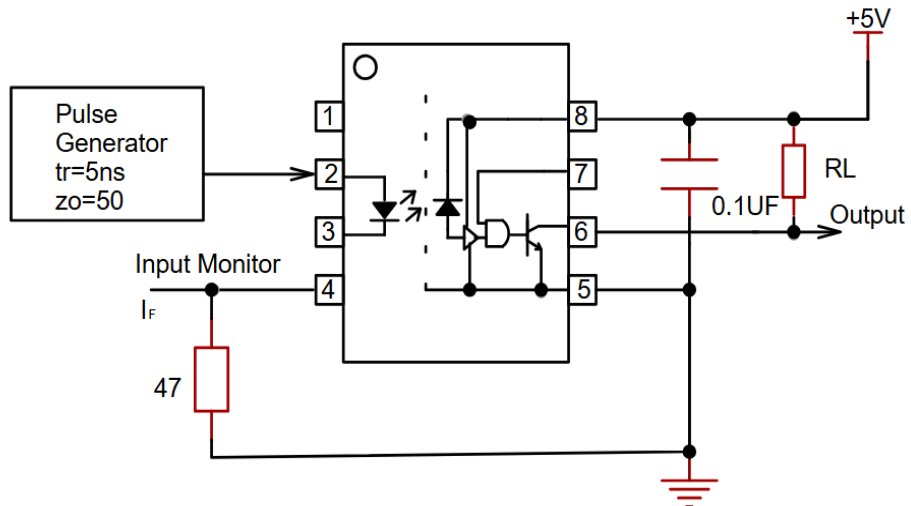 +5V
Pulse
Generator
tr=5ns
zo=50
1
2
3
4
8
7
6
5
0.1UF
RL
Output
Input Monitor
IF
47